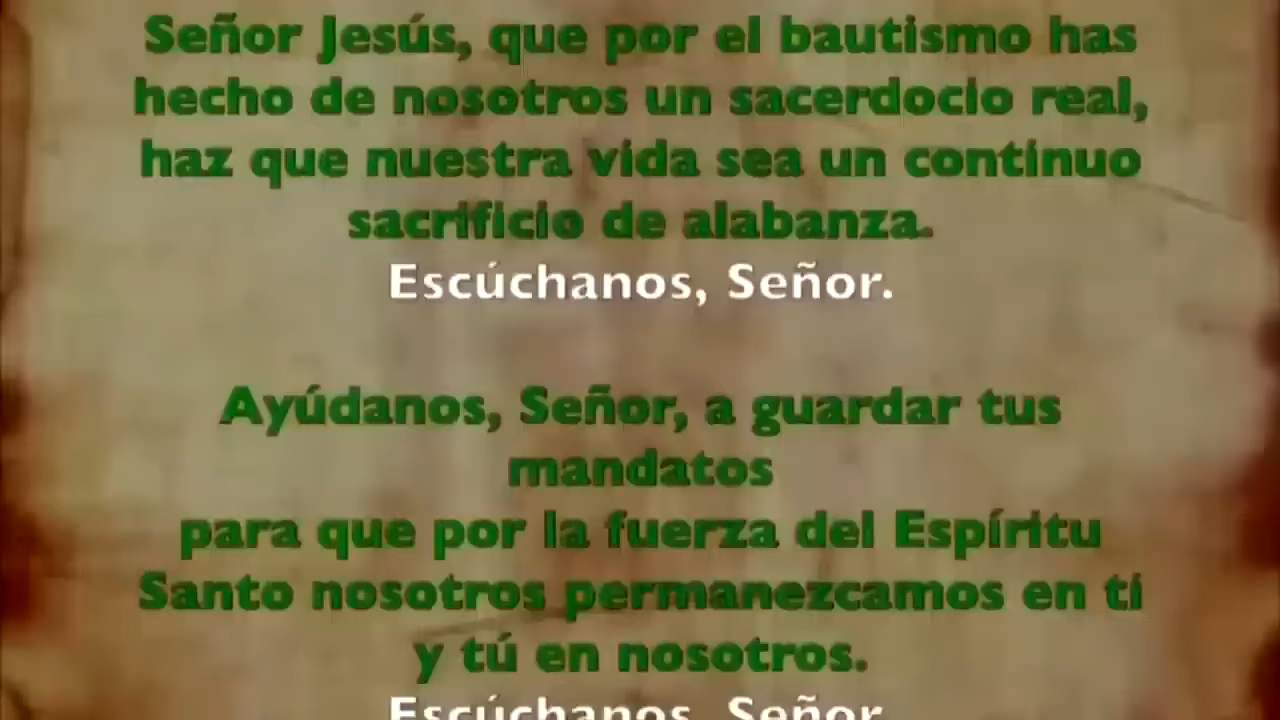 Señor Jesús, que por el bautismo has
hecho de nosotros un sacerdocio real,
haz que nuestra vida sea un continuo
sacrificio de alabanza.
Escúchanos, Señor.
Ayúdanos, Señor, a guardar tus
mandatos
para que por la fuerza del Espíritu
Santo nosotros permanezcamos en ti
y tú en nosotros.
Escúchanos, Señor.